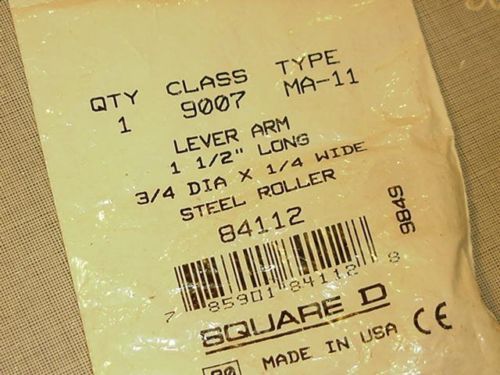 QTY CLASS TYPE
1 9007 MA-11
LEVER ARM
1 1/2" LONG
3/4 DIA X 1/4 WIDE
STEEL ROLLER
84112
984S
7 85901 84112 8
SQUARE D
MADE IN USA CE